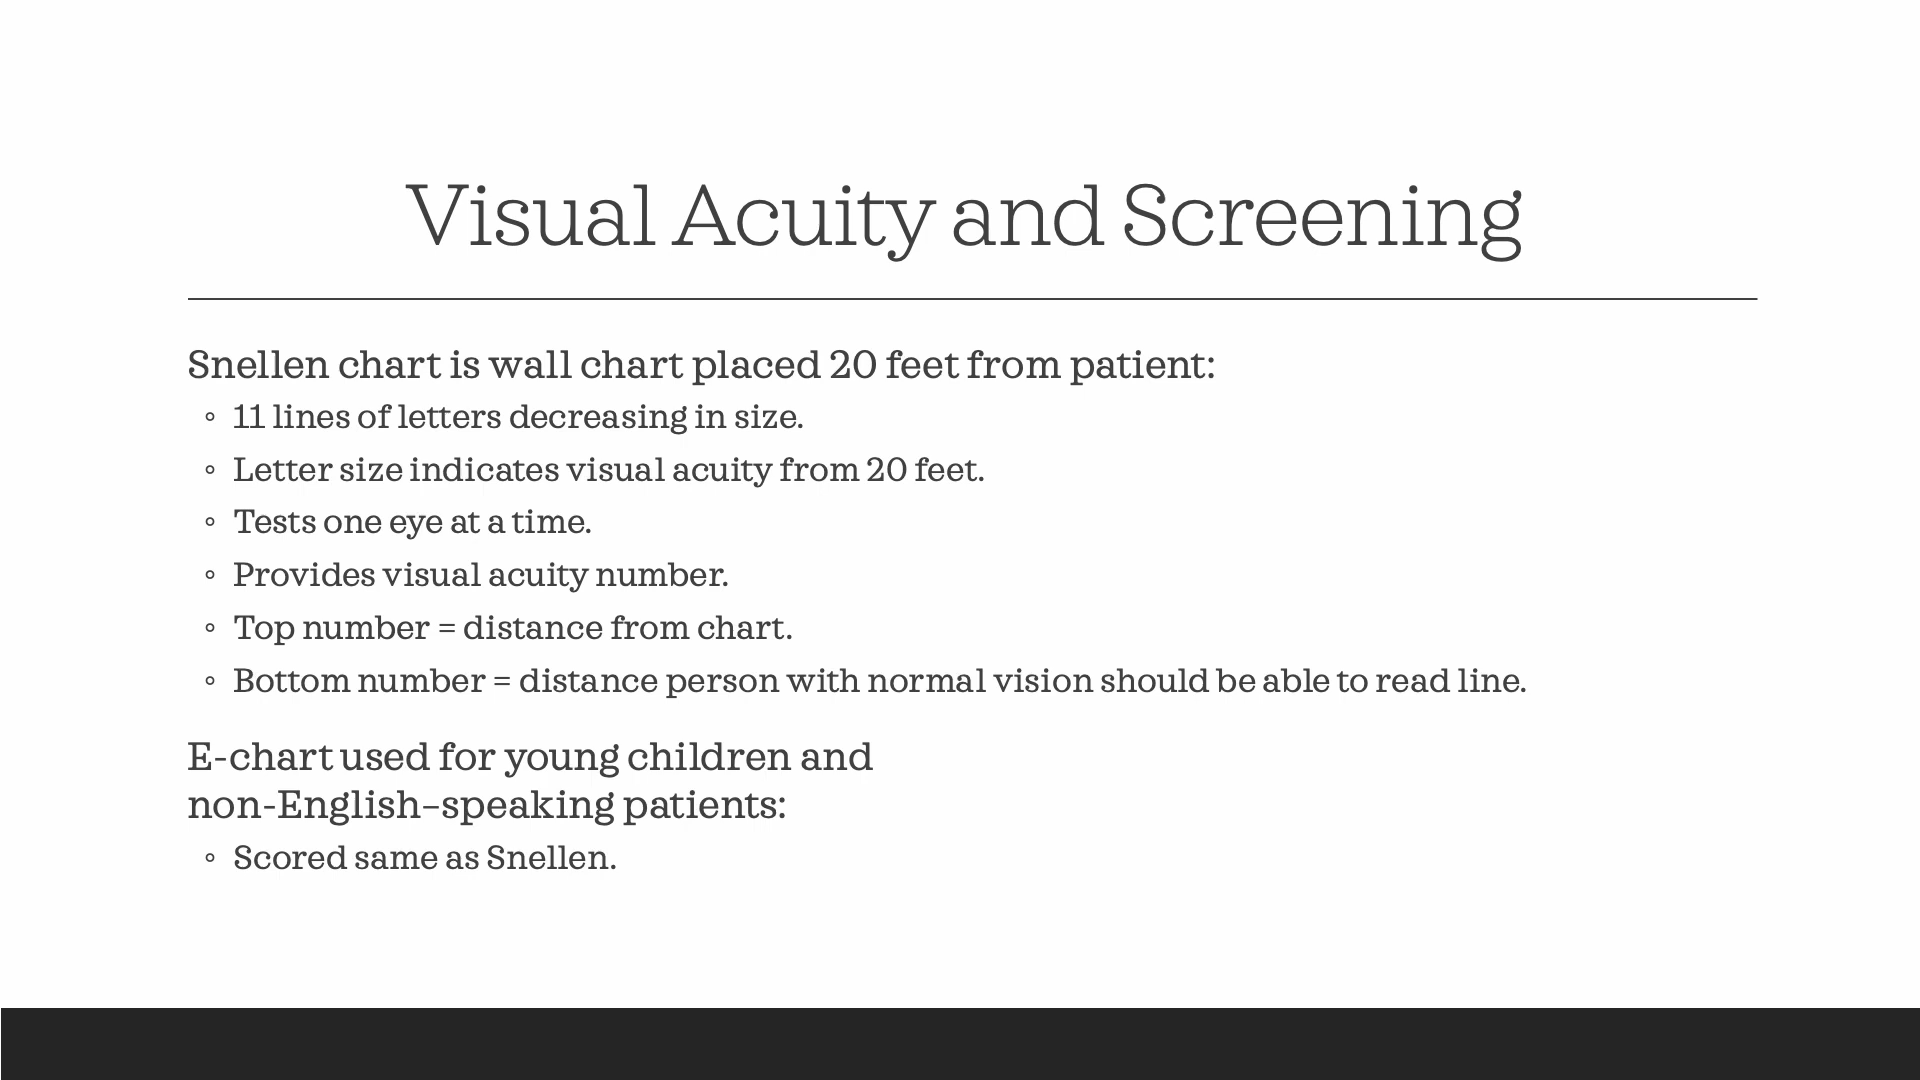 Visual Acuity and Screening
Snellen chart is wall chart placed 20 feet from patient:
◦ 11 lines of letters decreasing in size.
◦ Letter size indicates visual acuity from 20 feet.
◦ Tests one eye at a time.
◦ Provides visual acuity number.
◦ Top number = distance from chart.
◦ Bottom number = distance person with normal vision should be able to read line.
E-chart used for young children and
non-English–speaking patients:
◦ Scored same as Snellen.